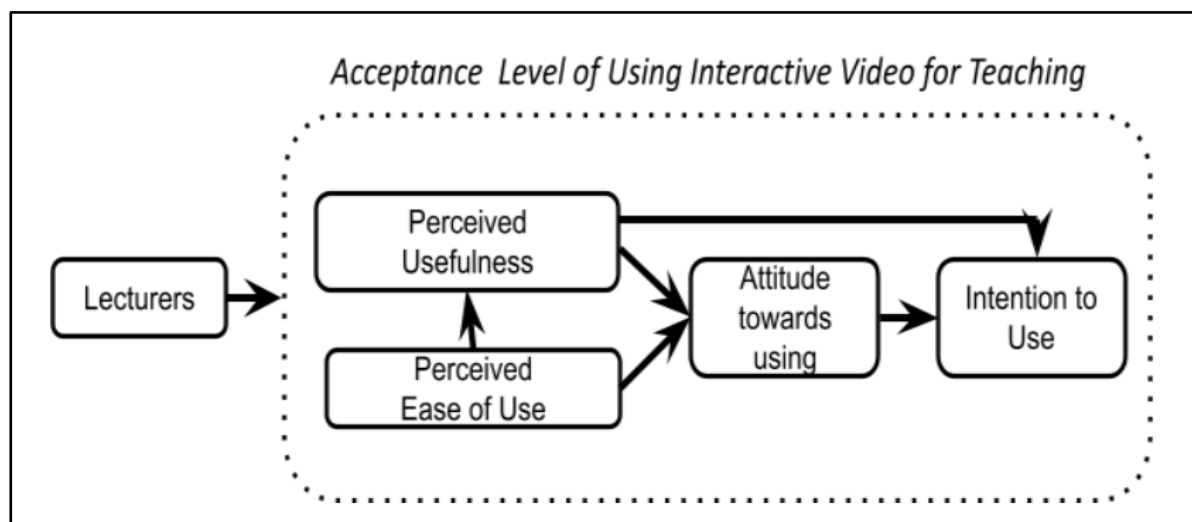 Acceptance Level of Using Interactive Video for Teaching
Lecturers
Perceived
Usefulness
Perceived
Ease of Use
Attitude
towards
using
Intention to
Use